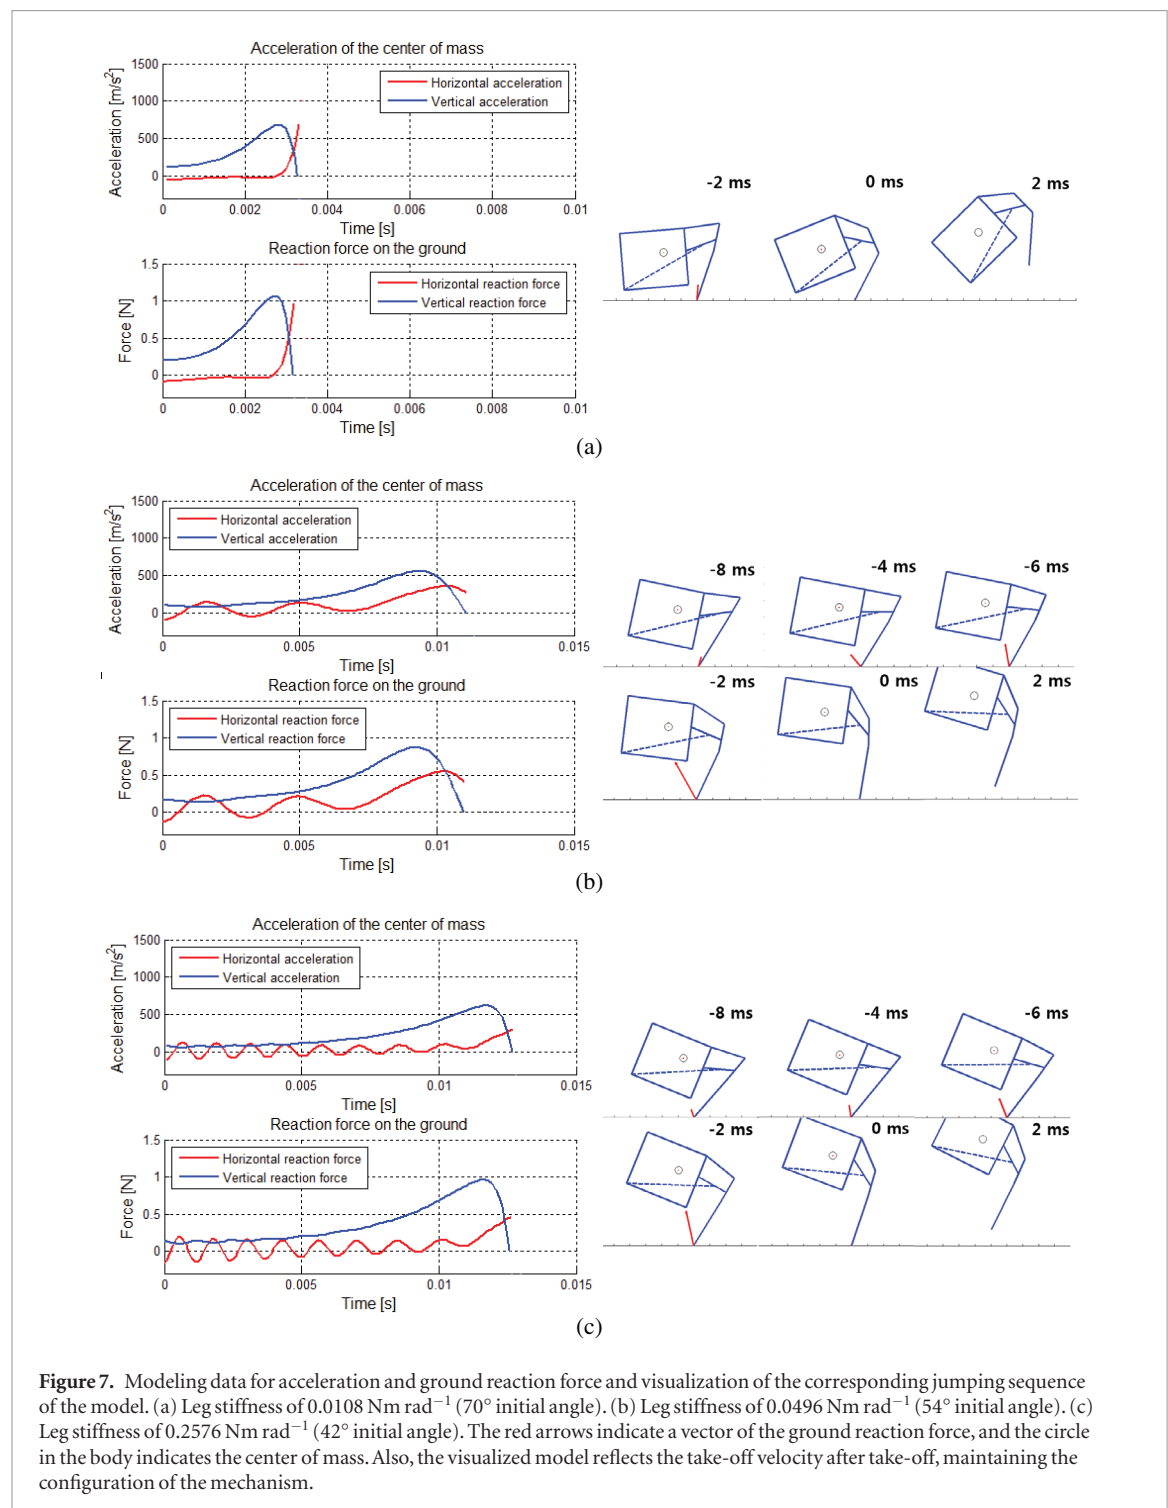 Acceleration of the center of mass
Acceleration [m/s²]
1500
1000
500
0
Horizontal acceleration
Vertical acceleration
0 0.002 0.004 0.006 0.008 0.01
Time [s]
Reaction force on the ground
Force [N]
1.5
1
0.5
0
Horizontal reaction force
Vertical reaction force
0 0.002 0.004 0.006 0.008 0.01
Time [s]
-2 ms 0 ms 2 ms
(a)
Acceleration of the center of mass
Acceleration [m/s²]
1500
1000
500
0
Horizontal acceleration
Vertical acceleration
0 0.005 0.01 0.015
Time [s]
Reaction force on the ground
Force [N]
1.5
1
0.5
0
Horizontal reaction force
Vertical reaction force
0 0.005 0.01 0.015
Time [s]
-8 ms -4 ms -6 ms
-2 ms 0 ms 2 ms
(b)
Acceleration of the center of mass
Acceleration [m/s²]
1500
1000
500
0
Horizontal acceleration
Vertical acceleration
0 0.005 0.01 0.015
Time [s]
Reaction force on the ground
Force [N]
1.5
1
0.5
0
Horizontal reaction force
Vertical reaction force
0 0.005 0.01 0.015
Time [s]
-8 ms -4 ms -6 ms
-2 ms 0 ms 2 ms
(c)
Figure 7. Modeling data for acceleration and ground reaction force and visualization of the corresponding jumping sequence
of the model. (a) Leg stiffness of 0.0108 Nm rad⁻¹ (70° initial angle). (b) Leg stiffness of 0.0496 Nm rad⁻¹ (54° initial angle). (c)
Leg stiffness of 0.2576 Nm rad⁻¹ (42° initial angle). The red arrows indicate a vector of the ground reaction force, and the circle
in the body indicates the center of mass. Also, the visualized model reflects the take-off velocity after take-off, maintaining the
configuration of the mechanism.